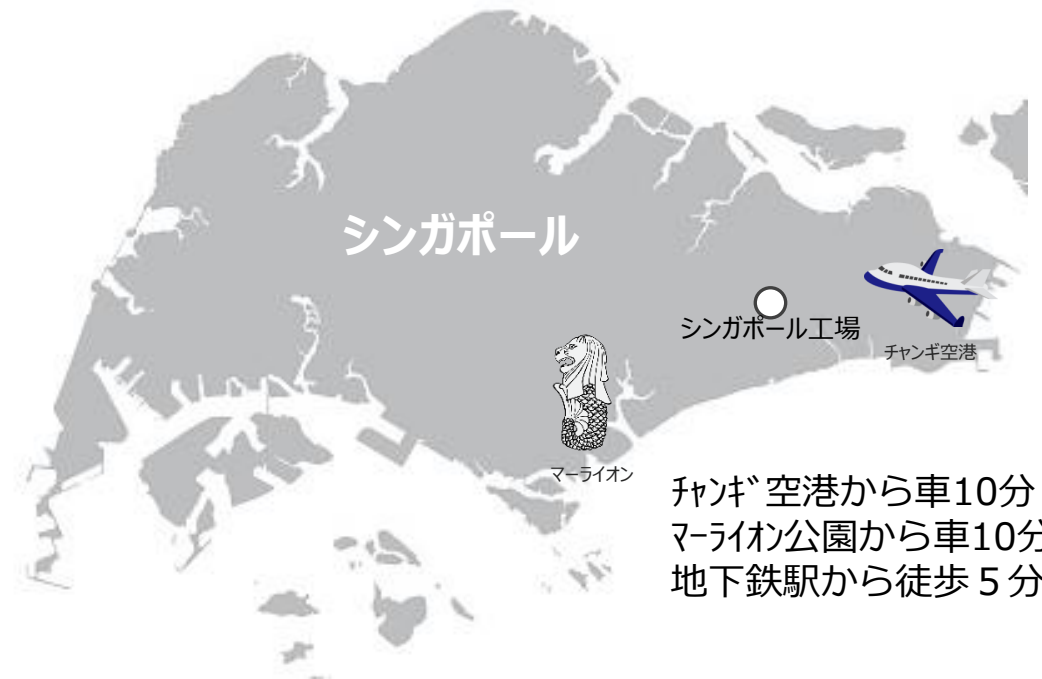 シンガポール
シンガポール工場
チャンギ空港
マーライオン
ﾁｬﾝｷﾞ空港から車10分
ﾏｰﾗｲｵﾝ公園から車10分
地下鉄駅から徒歩５分